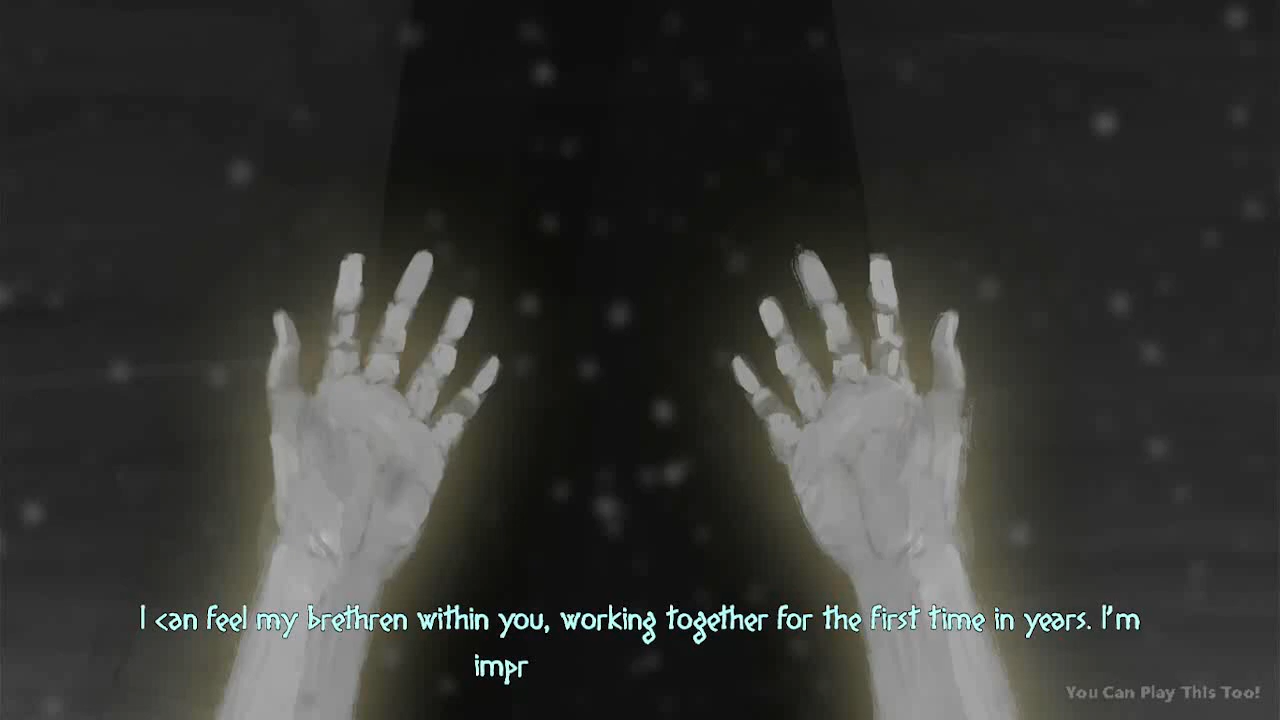 I can feel my brethren within you, working together for the first time in years. I'm
impr
You Can Play This Too!